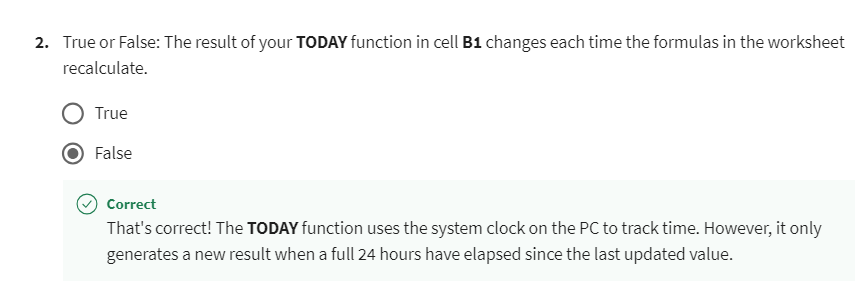 2. True or False: The result of your TODAY function in cell B1 changes each time the formulas in the worksheet
recalculate.
True
False
Correct
That's correct! The TODAY function uses the system clock on the PC to track time. However, it only
generates a new result when a full 24 hours have elapsed since the last updated value.